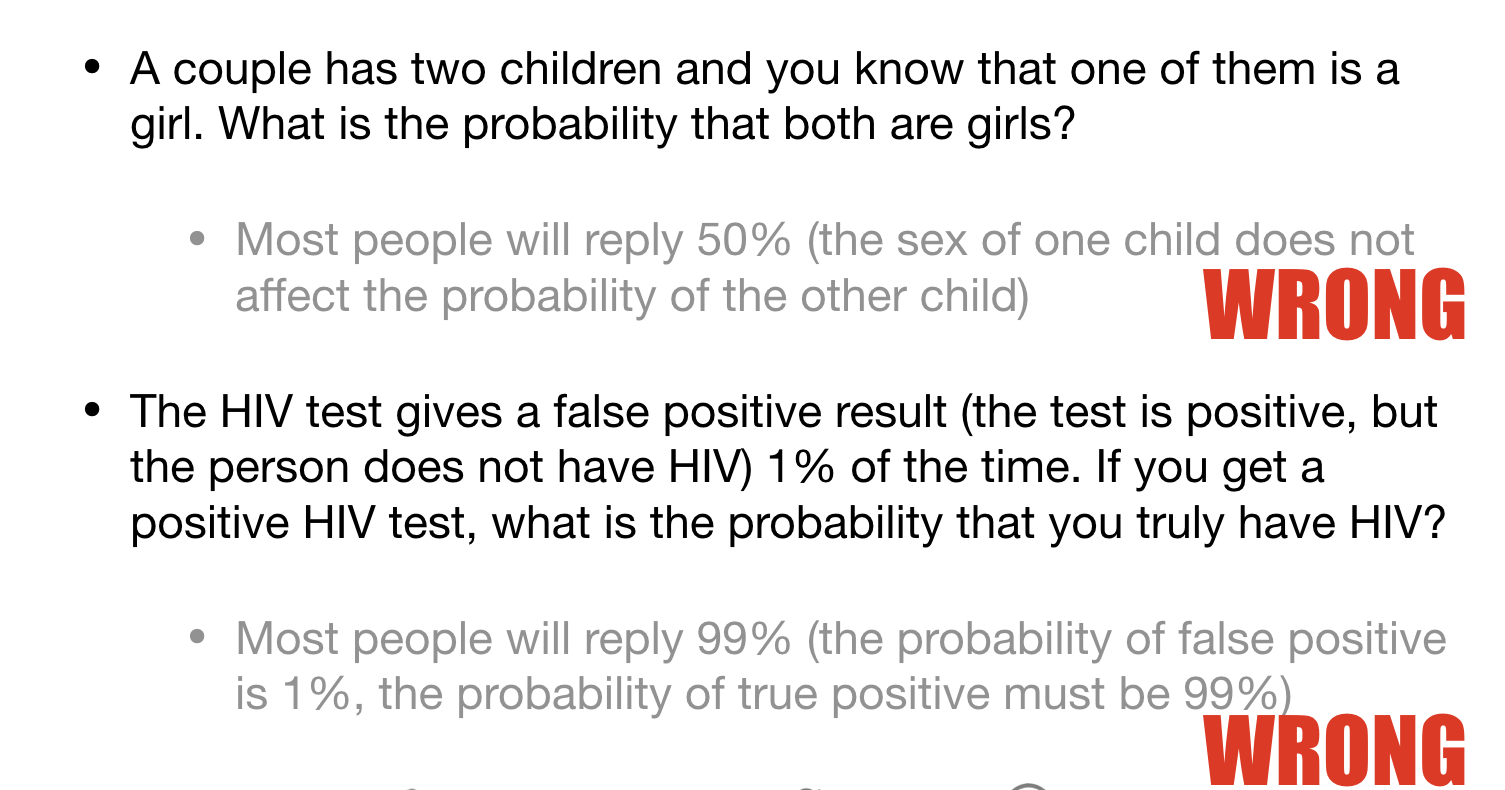 • A couple has two children and you know that one of them is a
girl. What is the probability that both are girls?
• Most people will reply 50% (the sex of one child does not
affect the probability of the other child)
WRONG
• The HIV test gives a false positive result (the test is positive, but
the person does not have HIV) 1% of the time. If you get a
positive HIV test, what is the probability that you truly have HIV?
• Most people will reply 99% (the probability of false positive
is 1%, the probability of true positive must be 99%)
WRONG